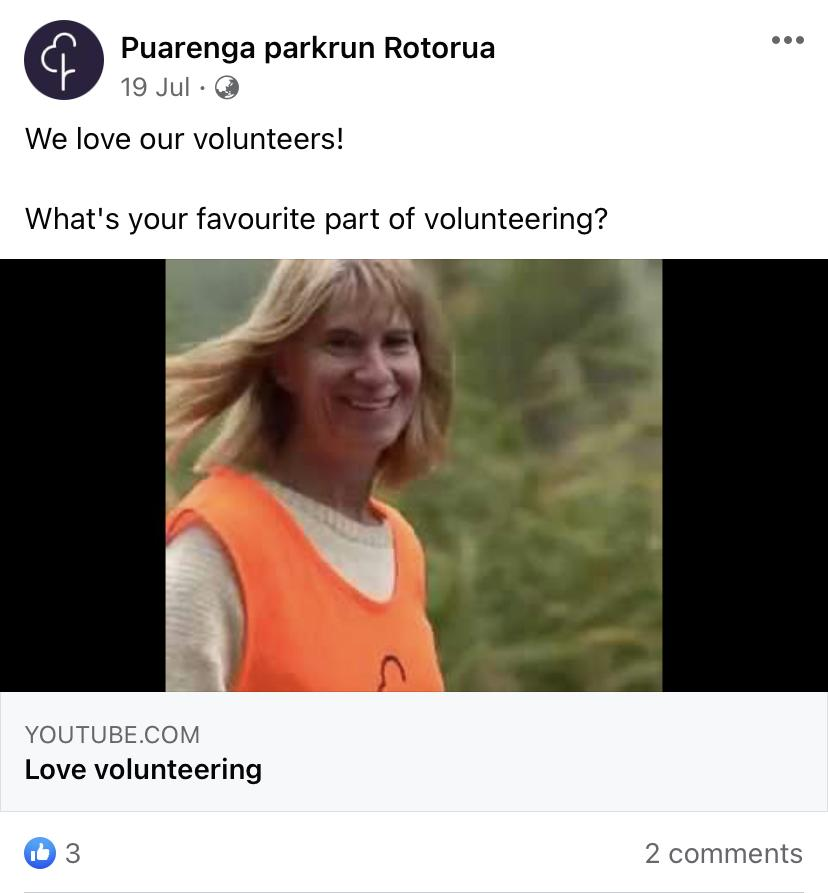 Puarenga parkrun Rotorua
19 Jul ·
We love our volunteers!
What's your favourite part of volunteering?
YOUTUBE.COM
Love volunteering
3
2 comments